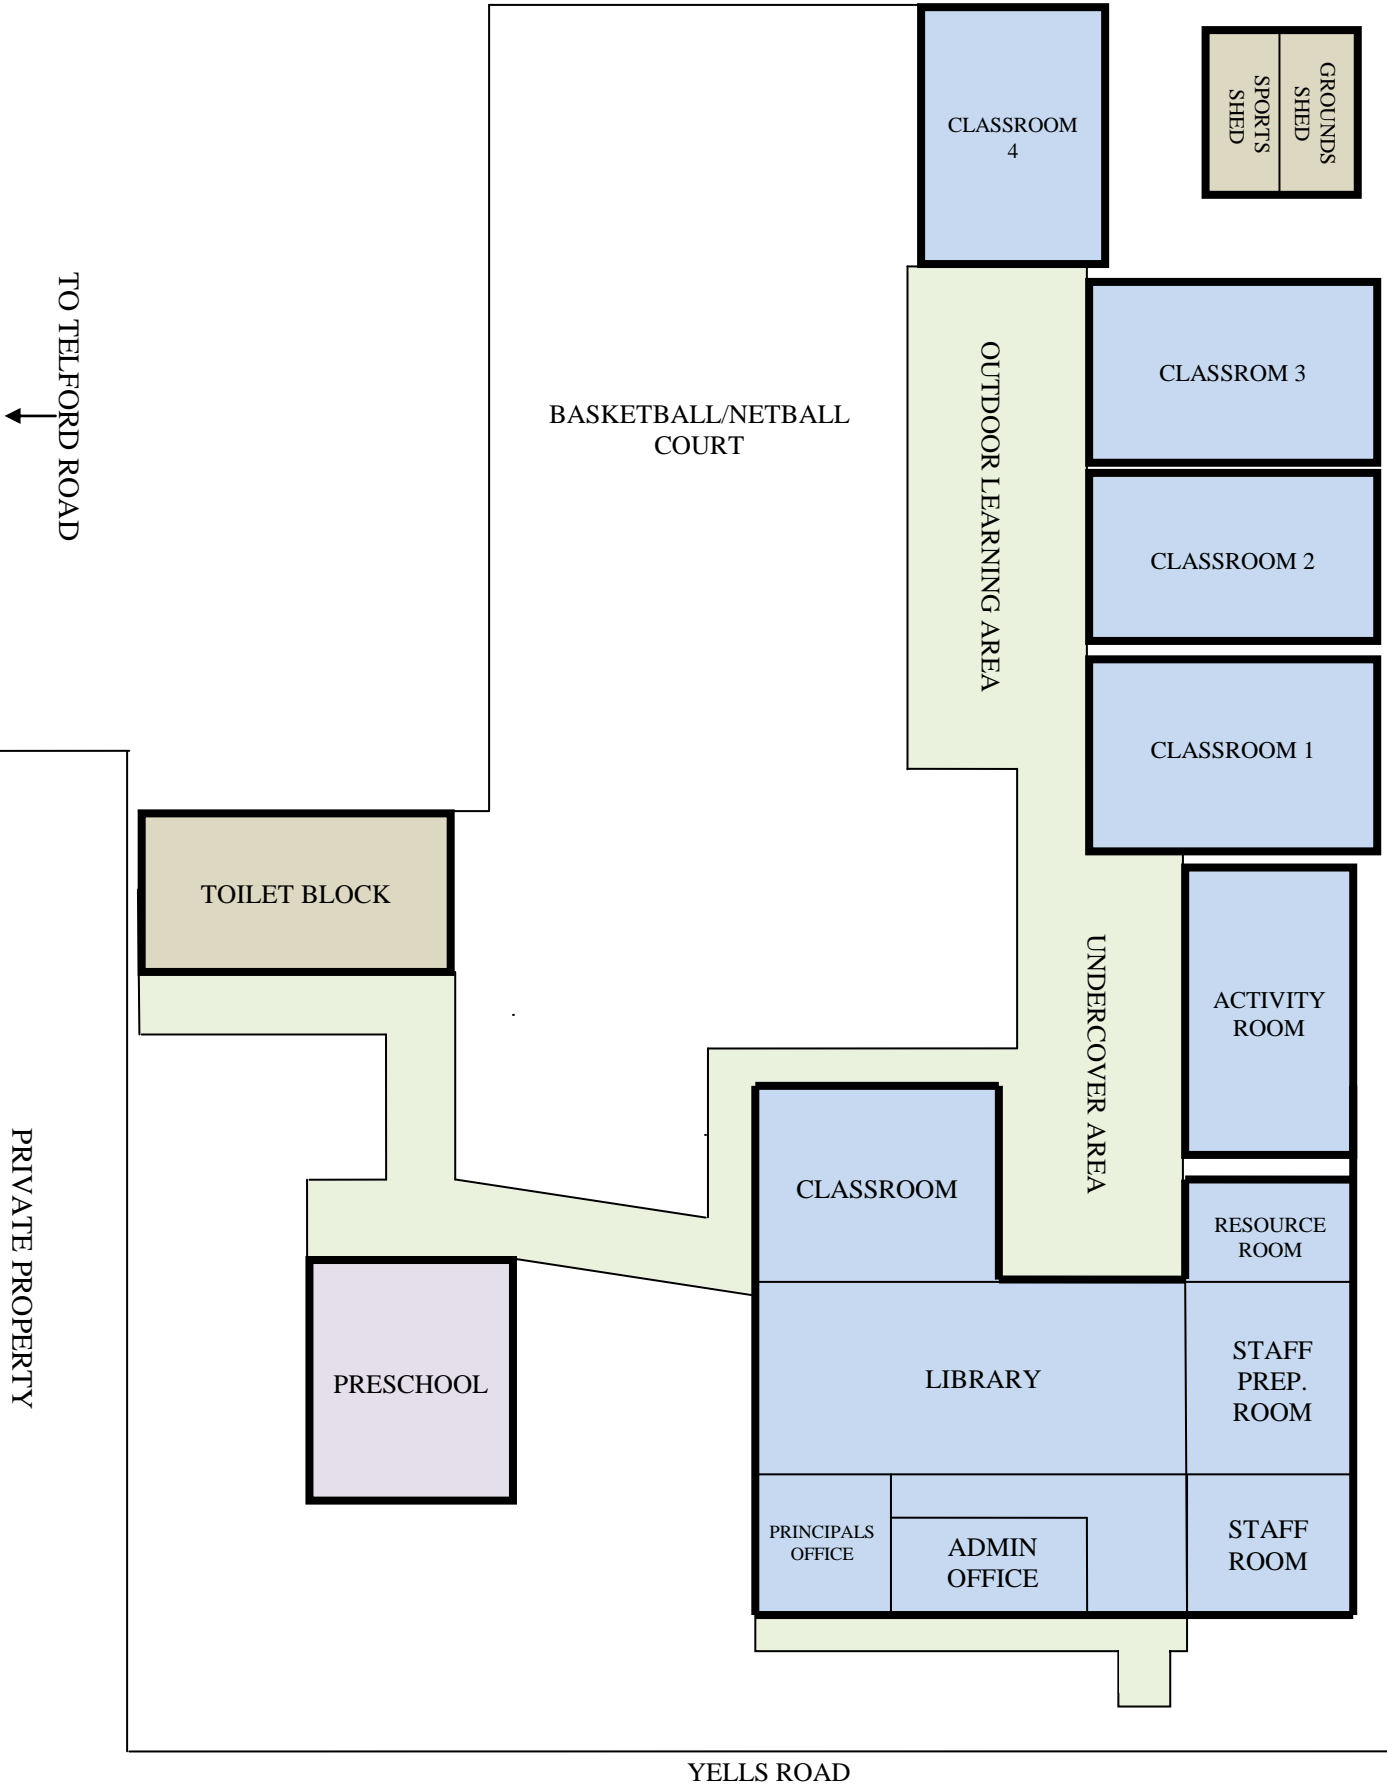 CLASSROOM
4
GROUNDS
SHED
SPORTS
SHED
TO TELFORD ROAD
BASKETBALL/NETBALL
COURT
OUTDOOR LEARNING AREA
CLASSROM 3
CLASSROOM 2
CLASSROOM 1
TOILET BLOCK
UNDERCOVER AREA
ACTIVITY
ROOM
PRIVATE PROPERTY
CLASSROOM
RESOURCE
ROOM
PRESCHOOL
LIBRARY
STAFF
PREP.
ROOM
PRINCIPALS
OFFICE
ADMIN
OFFICE
STAFF
ROOM
YELLS ROAD